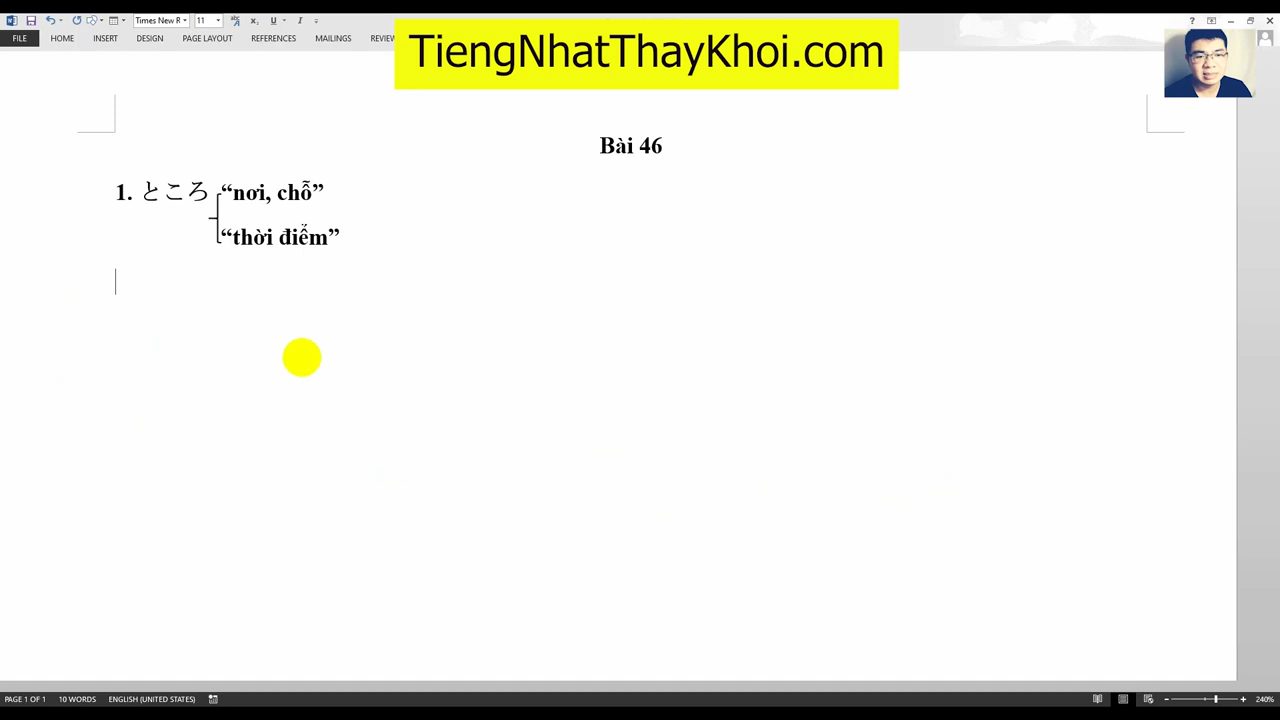 Times New R
11
FILE
HOME
INSERT
DESIGN
PAGE LAYOUT
REFERENCES
MAILINGS
REVIEW
TiengNhatThayKhoi.com
Bài 46
1. ところ “nơi, chỗ”
“thời điểm”
PAGE 1 OF 1
10 WORDS
ENGLISH (UNITED STATES)
240%